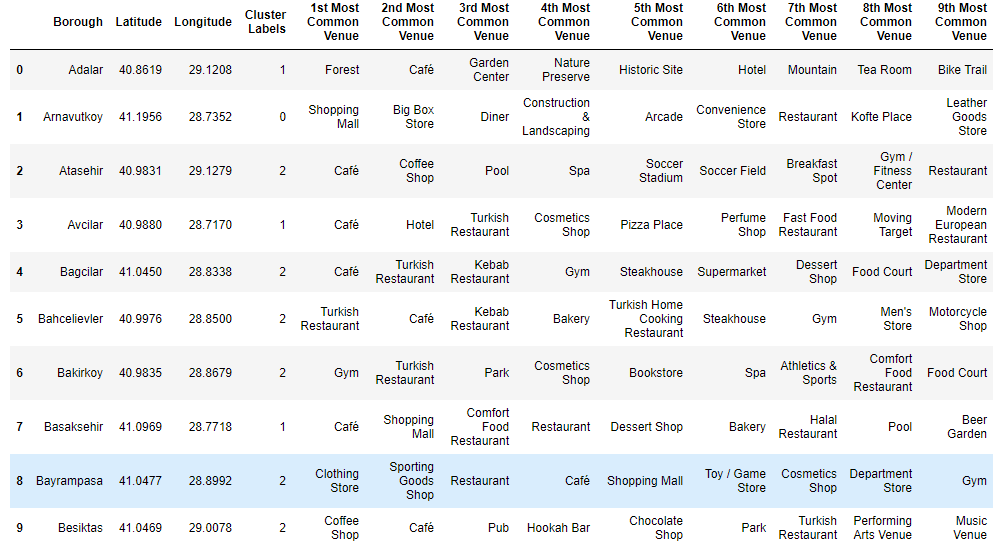 Borough Latitude Longitude Cluster Labels 1st Most Common Venue 2nd Most Common Venue 3rd Most Common Venue 4th Most Common Venue 5th Most Common Venue 6th Most Common Venue 7th Most Common Venue 8th Most Common Venue 9th Most Common Venue
0 Adalar 40.8619 29.1208 1 Forest Café Garden Center Nature Preserve Historic Site Hotel Mountain Tea Room Bike Trail
1 Arnavutkoy 41.1956 28.7352 0 Shopping Mall Big Box Store Diner Construction & Landscaping Arcade Convenience Store Restaurant Kofte Place Leather Goods Store
2 Atasehir 40.9831 29.1279 2 Café Coffee Shop Pool Spa Soccer Stadium Soccer Field Breakfast Spot Gym / Fitness Center Restaurant
3 Avcilar 40.9880 28.7170 1 Café Hotel Turkish Restaurant Cosmetics Shop Pizza Place Perfume Shop Fast Food Restaurant Moving Target Modern European Restaurant
4 Bagcilar 41.0450 28.8338 2 Café Turkish Restaurant Kebab Restaurant Gym Steakhouse Supermarket Dessert Shop Food Court Department Store
5 Bahcelievler 40.9976 28.8500 2 Turkish Restaurant Café Kebab Restaurant Bakery Turkish Home Cooking Restaurant Steakhouse Gym Men's Store Motorcycle Shop
6 Bakirkoy 40.9835 28.8679 2 Gym Turkish Restaurant Park Cosmetics Shop Bookstore Spa Athletics & Sports Comfort Food Restaurant Food Court
7 Basaksehir 41.0969 28.7718 1 Café Shopping Mall Comfort Food Restaurant Restaurant Dessert Shop Bakery Halal Restaurant Pool Beer Garden
8 Bayrampasa 41.0477 28.8992 2 Clothing Store Sporting Goods Shop Restaurant Café Shopping Mall Toy / Game Store Cosmetics Shop Department Store Gym
9 Besiktas 41.0469 29.0078 2 Coffee Shop Café Pub Hookah Bar Chocolate Shop Park Turkish Restaurant Performing Arts Venue Music Venue